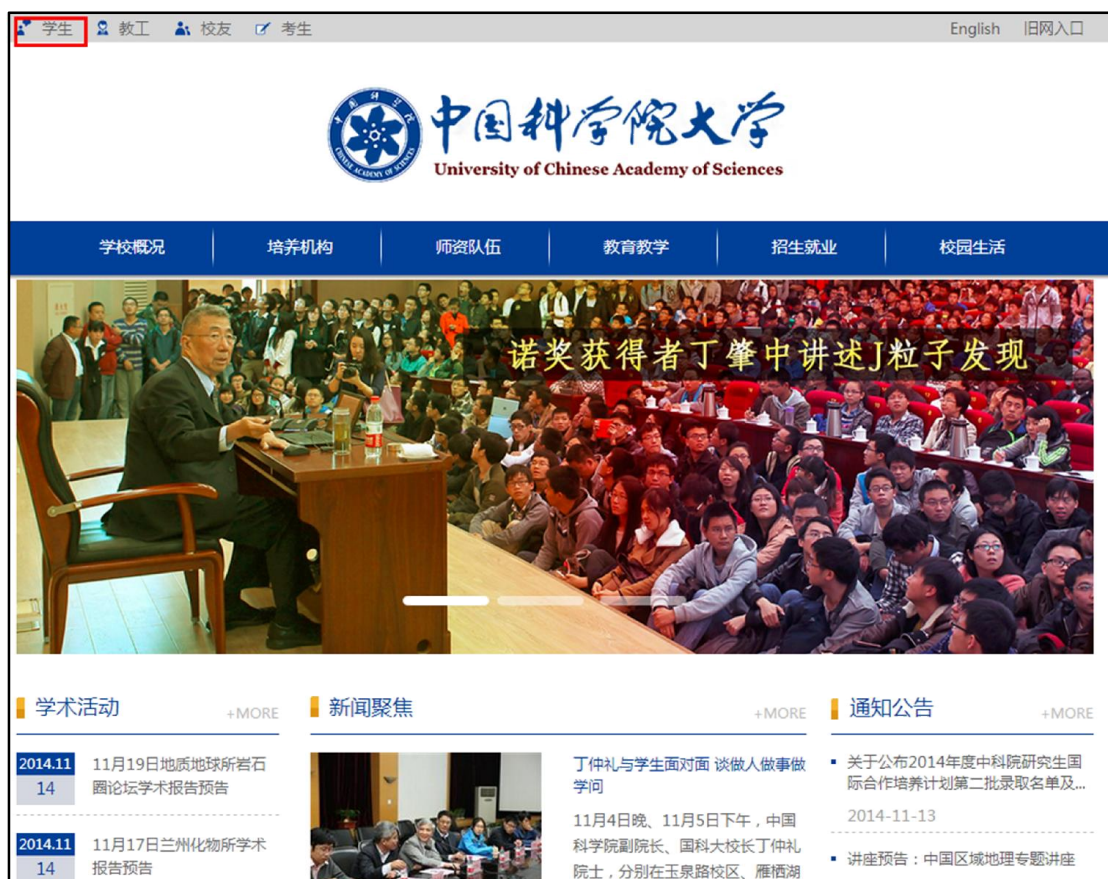 学生 教工 校友 考生 English 旧网入口
中国科学院
CHINESE ACADEMY OF SCIENCES
中国科学院大学
University of Chinese Academy of Sciences
学校概况 培养机构 师资队伍 教育教学 招生就业 校园生活
诺奖获得者丁肇中讲述J粒子发现
学术活动 +MORE
2014.11
14
11月19日地质地球所岩石
圈论坛学术报告预告
2014.11
14
11月17日兰州化物所学术
报告预告
新闻聚焦 +MORE
丁仲礼与学生面对面 谈做人做事做
学问
11月4日晚、11月5日下午，中国
科学院副院长、国科大校长丁仲礼
院士，分别在玉泉路校区、雁栖湖
通知公告 +MORE
关于公布2014年度中科院研究生国
际合作培养计划第二批录取名单及...
2014-11-13
讲座预告：中国区域地理专题讲座